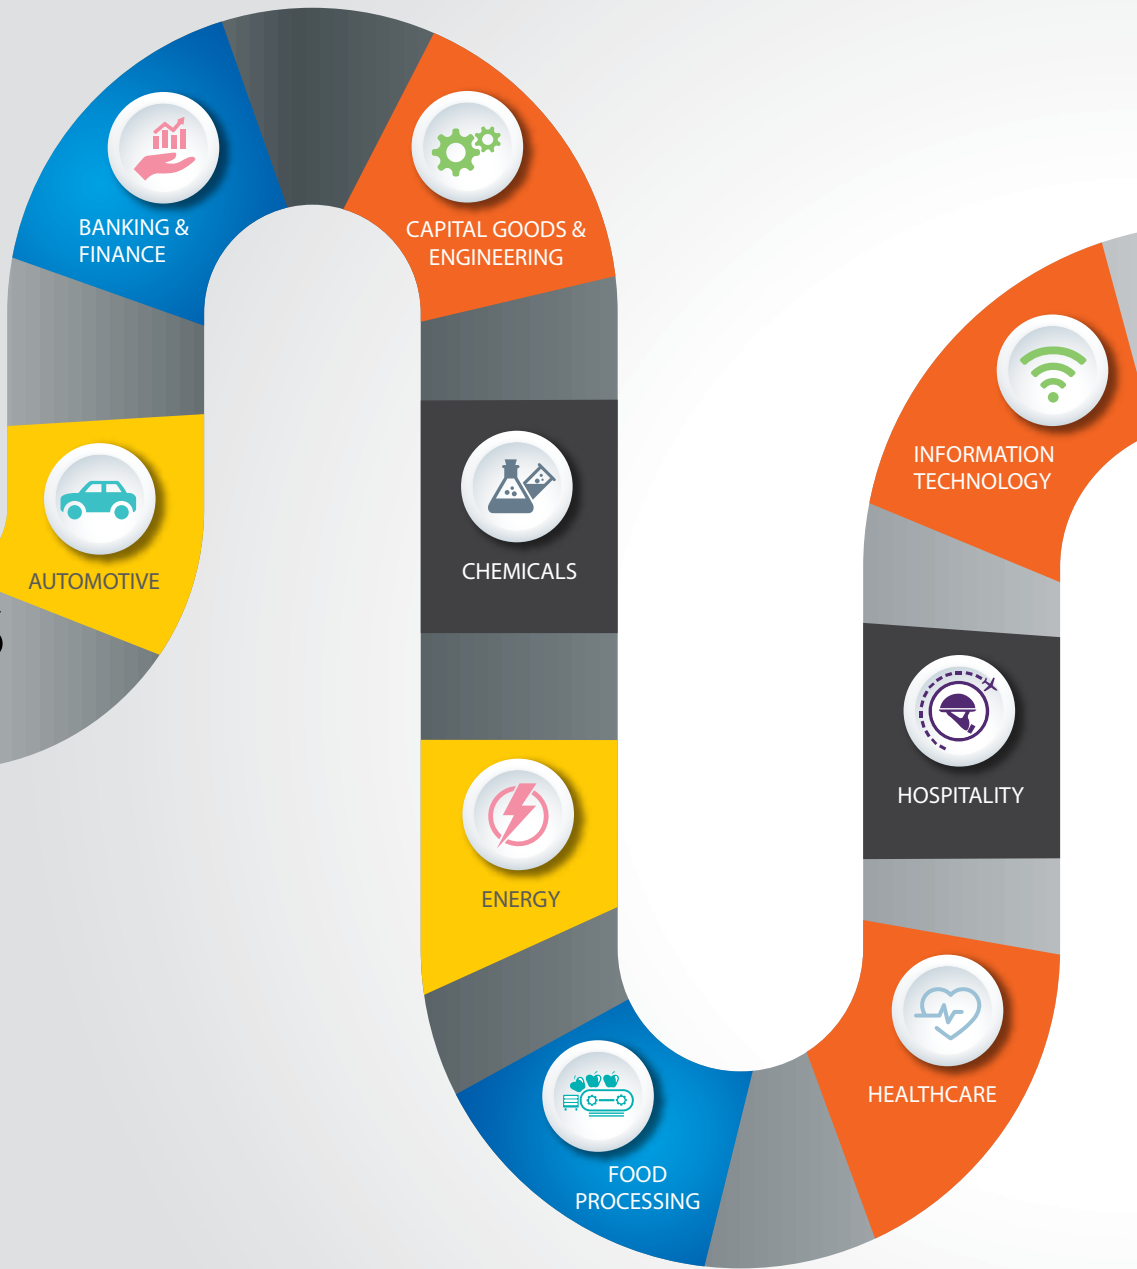 AUTOMOTIVE
BANKING &
FINANCE
CAPITAL GOODS &
ENGINEERING
CHEMICALS
ENERGY
FOOD
PROCESSING
HEALTHCARE
HOSPITALITY
INFORMATION
TECHNOLOGY